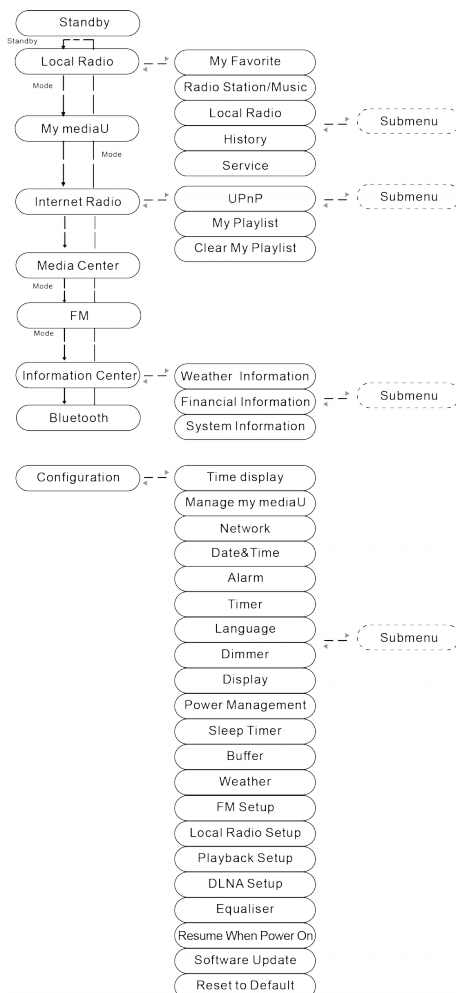 Standby
Standby
Local Radio
My Favorite
Mode
Radio Station/Music
Local Radio
Submenu
My mediaU
History
Mode
Service
Internet Radio
UPnP
Submenu
My Playlist
Clear My Playlist
Media Center
Mode
FM
Mode
Information Center
Weather Information
Financial Information
Submenu
Bluetooth
System Information
Configuration
Time display
Manage my mediaU
Network
Date&Time
Alarm
Timer
Language
Submenu
Dimmer
Display
Power Management
Sleep Timer
Buffer
Weather
FM Setup
Local Radio Setup
Playback Setup
DLNA Setup
Equaliser
Resume When Power On
Software Update
Reset to Default